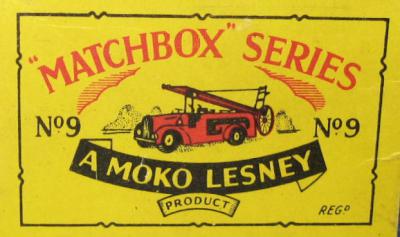 "MATCHBOX" SERIES
Nº9 Nº9
A MOKO LESNEY
PRODUCT
REGᴰ